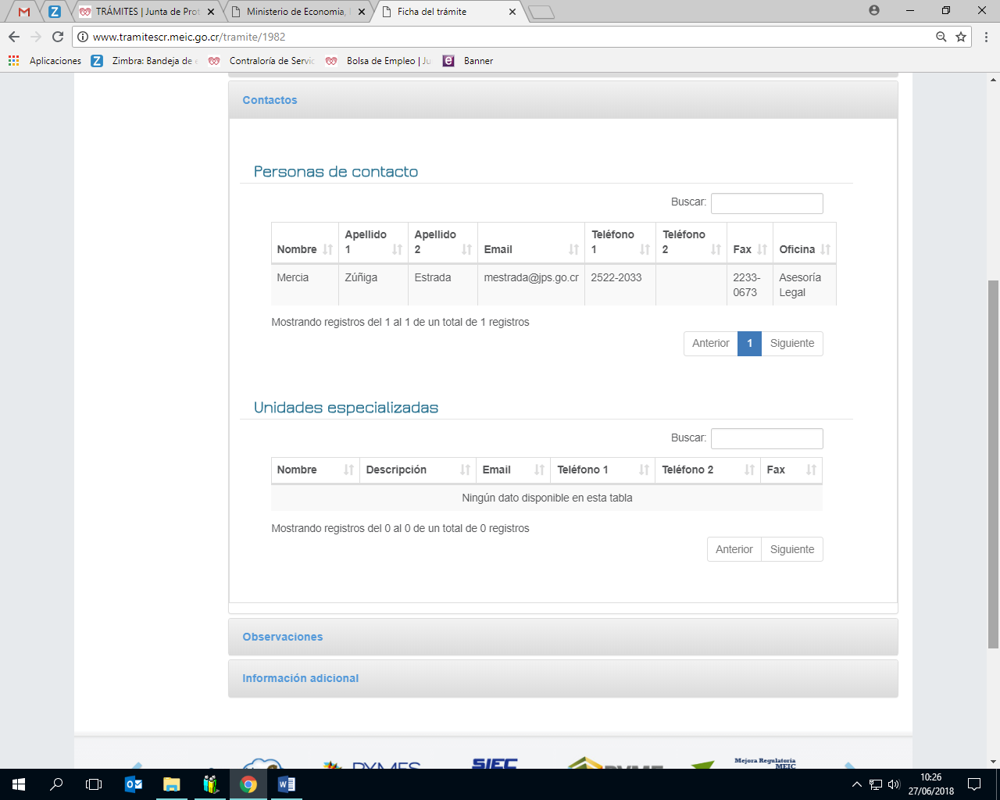 TRÁMITES | Junta de Prot
Ministerio de Economia,
Ficha del trámite
www.tramitescr.meic.go.cr/tramite/1982
Aplicaciones
Z
Zimbra: Bandeja de e
Contraloría de Servic
Bolsa de Empleo | Ju
Banner
Contactos
Personas de contacto
Buscar:
Nombre Apellido 1 Apellido 2 Email Teléfono 1 Teléfono 2 Fax Oficina
Mercia Zúñiga Estrada mestrada@jps.go.cr 2522-2033 2233-0673 Asesoría Legal
Mostrando registros del 1 al 1 de un total de 1 registros
Anterior 1 Siguiente
Unidades especializadas
Buscar:
Nombre Descripción Email Teléfono 1 Teléfono 2 Fax
Ningún dato disponible en esta tabla
Mostrando registros del 0 al 0 de un total de 0 registros
Anterior Siguiente
Observaciones
Información adicional
PYMES
SIEC
PYME
Mejora Regulatoria
MEIC
10:26
27/06/2018